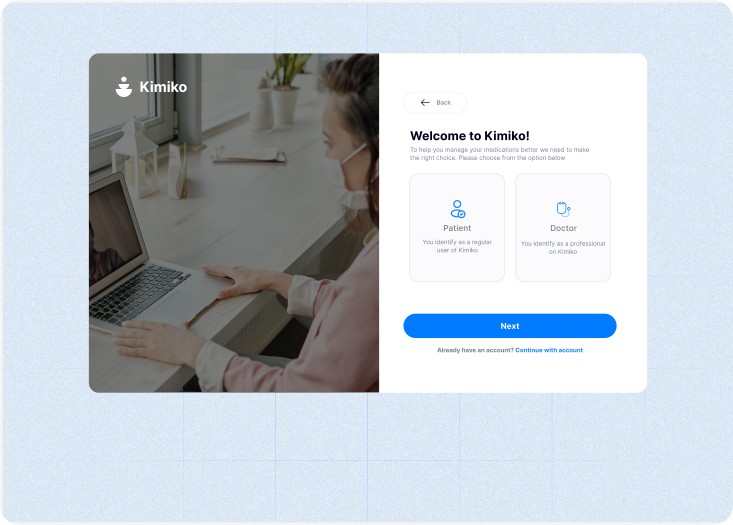 Kimiko
Back
Welcome to Kimiko!
To help you manage your medications better we need to make
the right choice. Please choose from the option below
Patient
You identify as a regular
user of Kimiko
Doctor
You identify as a professional
on Kimiko
Next
Already have an account? Continue with account